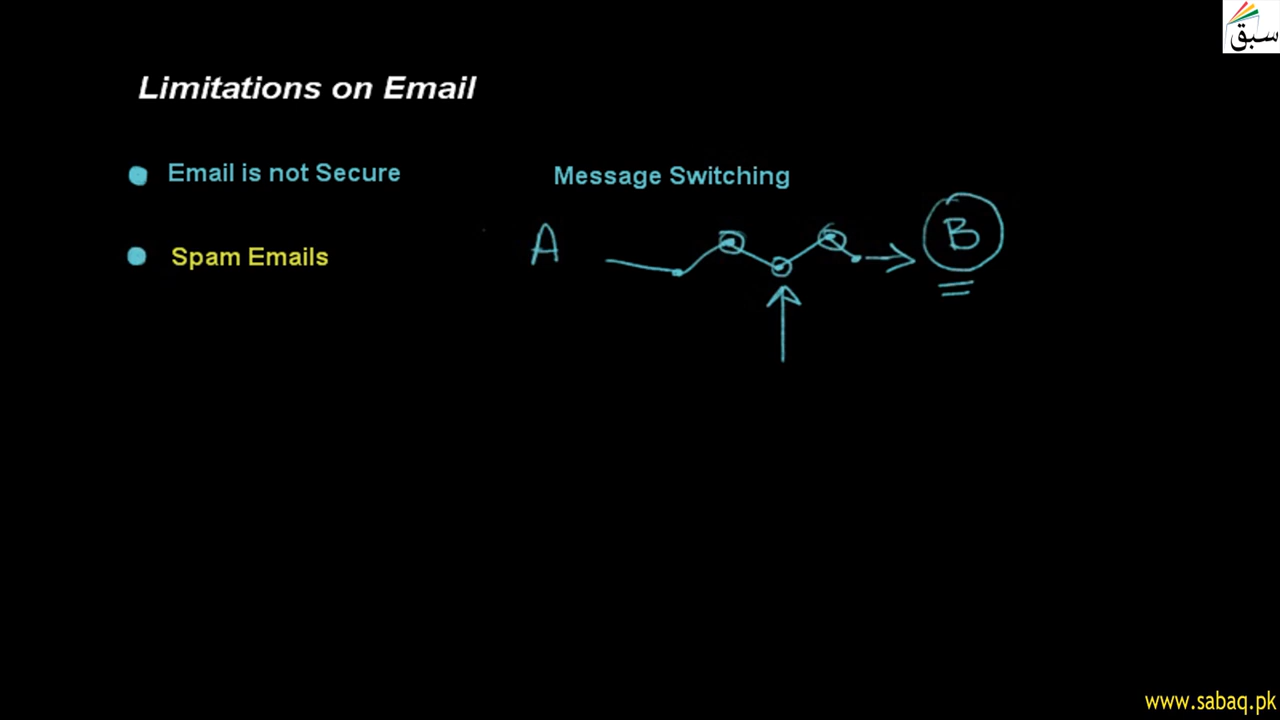 سبق
Limitations on Email
Email is not Secure
Message Switching
Spam Emails
A
B
www.sabaq.pk